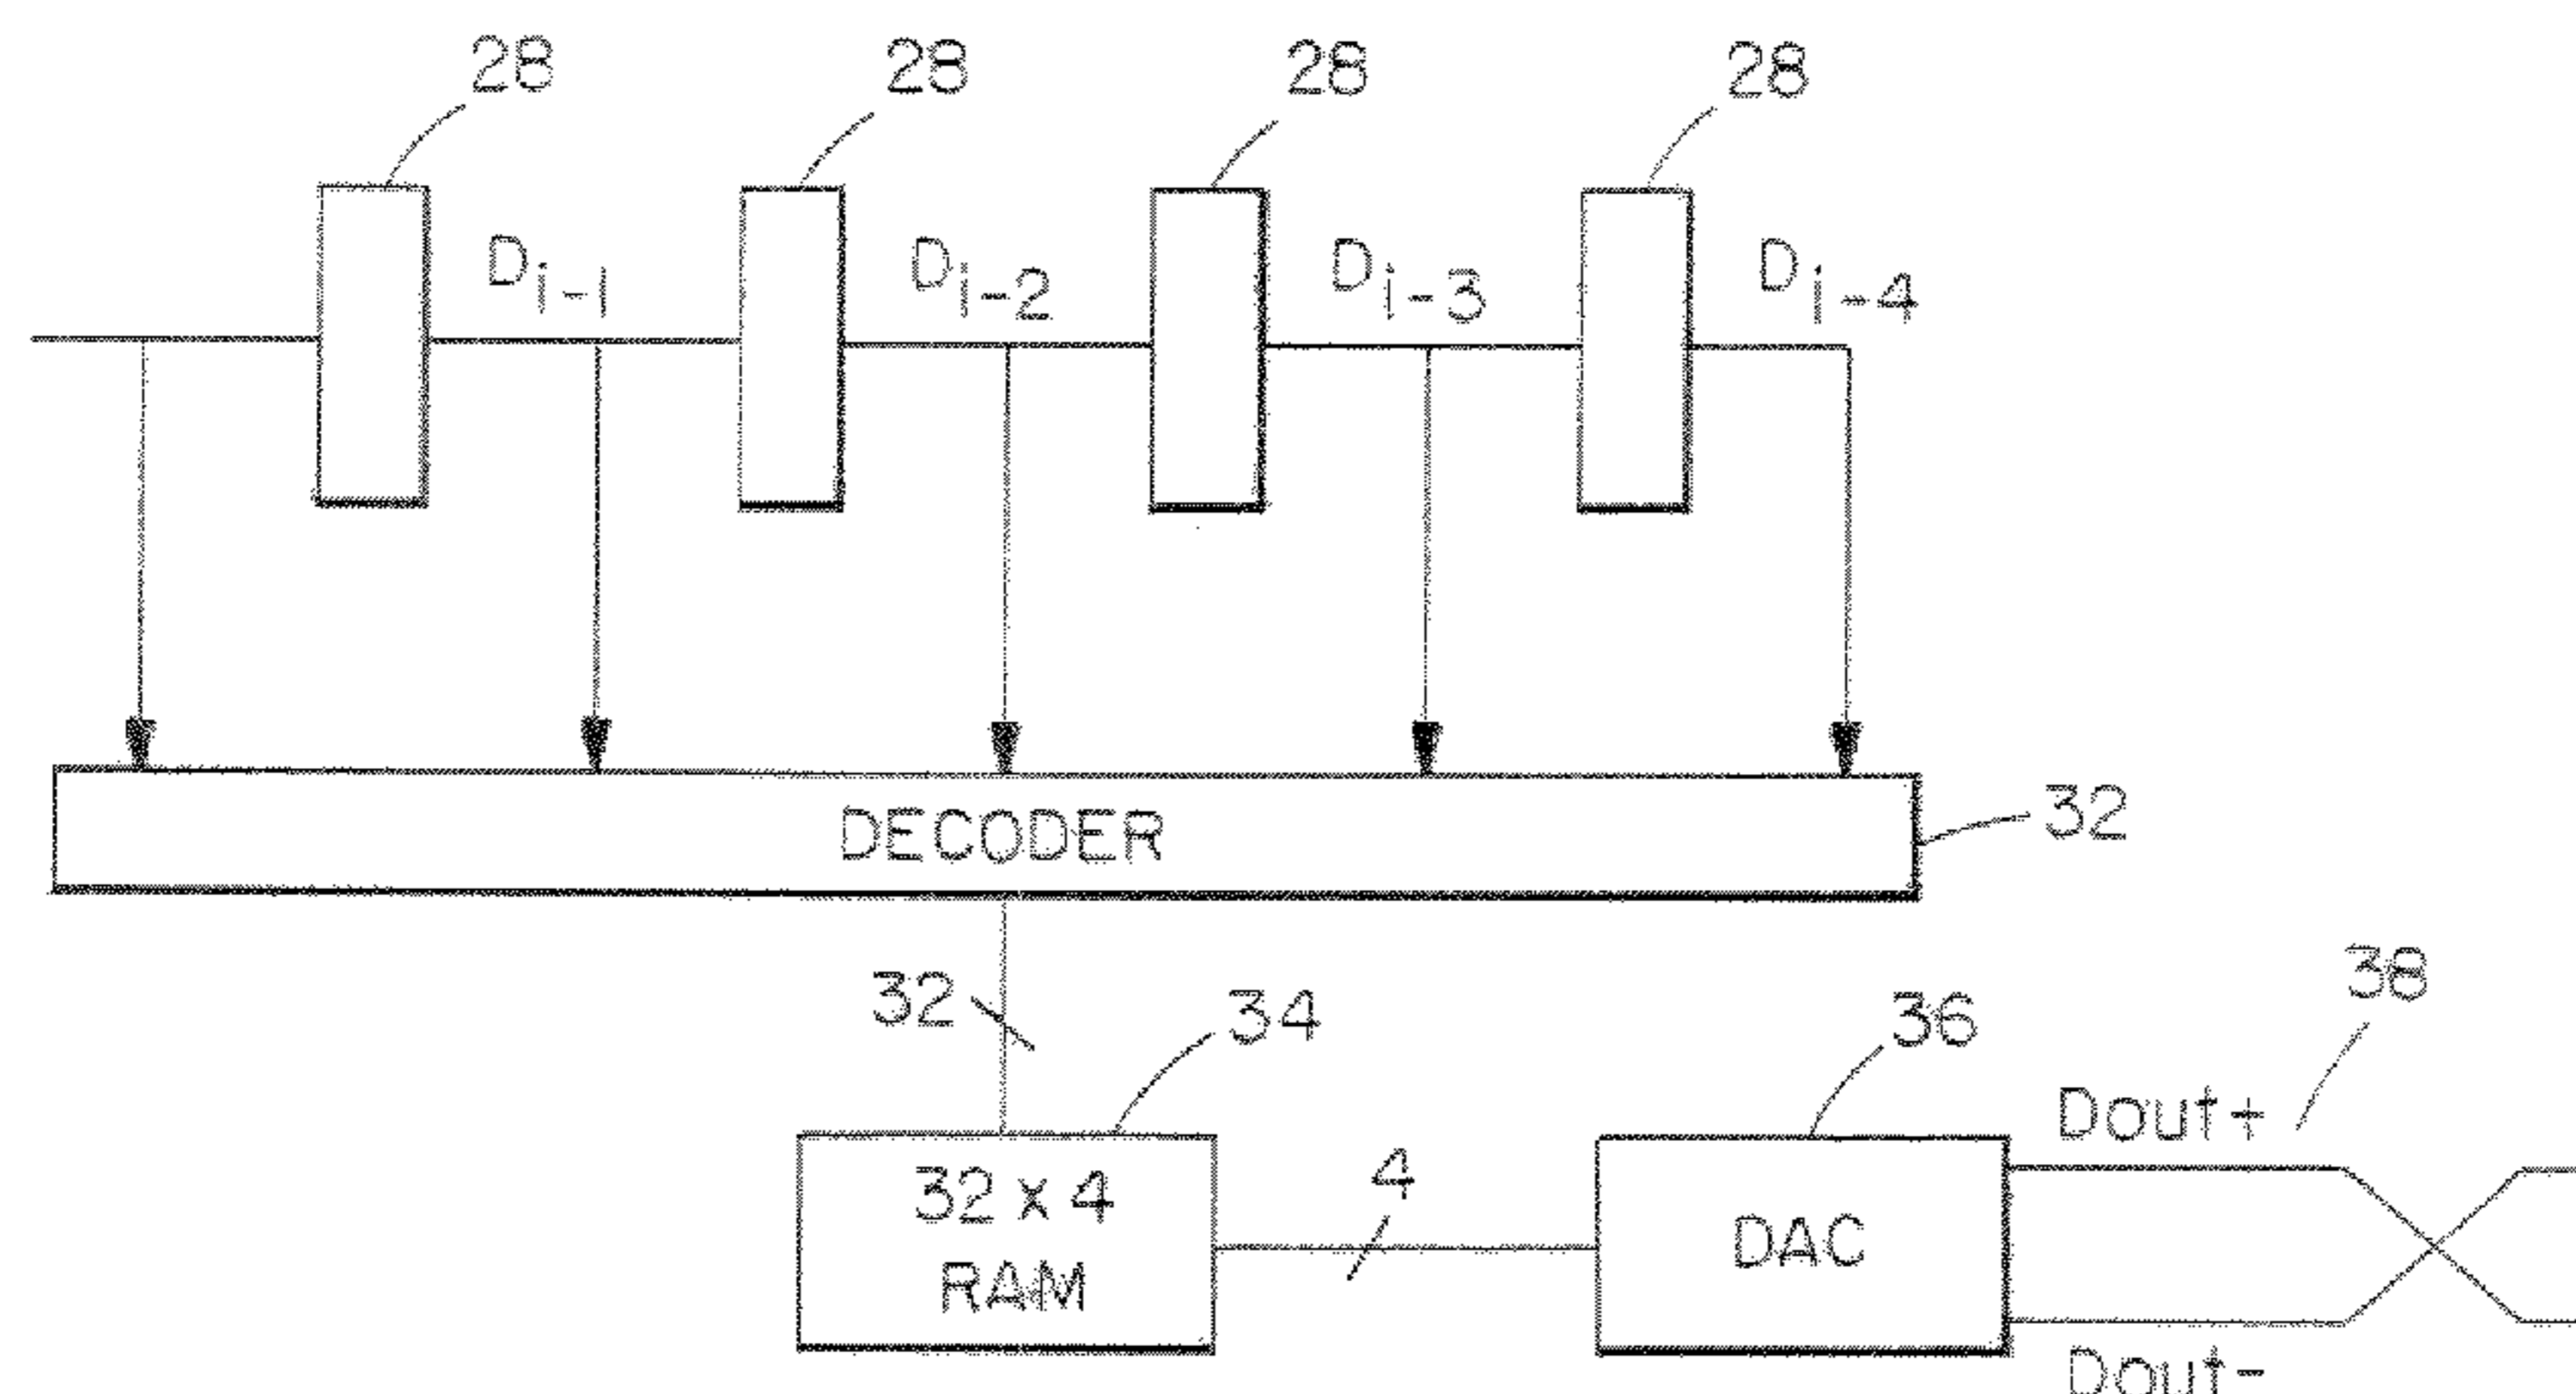 28 28 28 28
Di-1 Di-2 Di-3 Di-4
DECODER 32
32 34 36 38
Dout+
32 x 4 4 DAC
RAM
Dout-